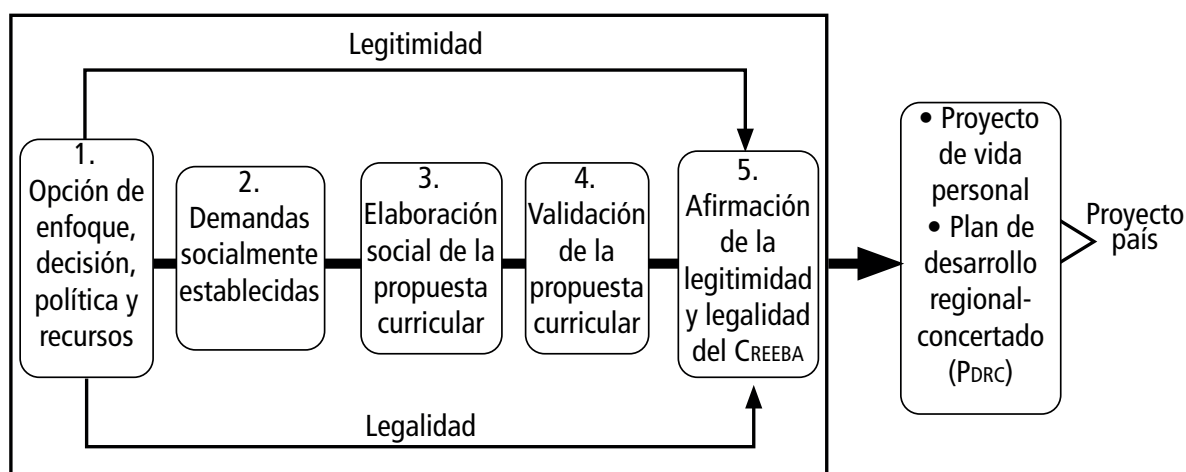 Legitimidad
1.
Opción de
enfoque,
decisión,
política y
recursos
2.
Demandas
socialmente
establecidas
3.
Elaboración
social de la
propuesta
curricular
4.
Validación
de la
propuesta
curricular
5.
Afirmación
de la
legitimidad
y legalidad
del CREEBA
Legalidad
• Proyecto
de vida
personal
• Plan de
desarrollo
regional-
concertado
(PDRC)
Proyecto
país